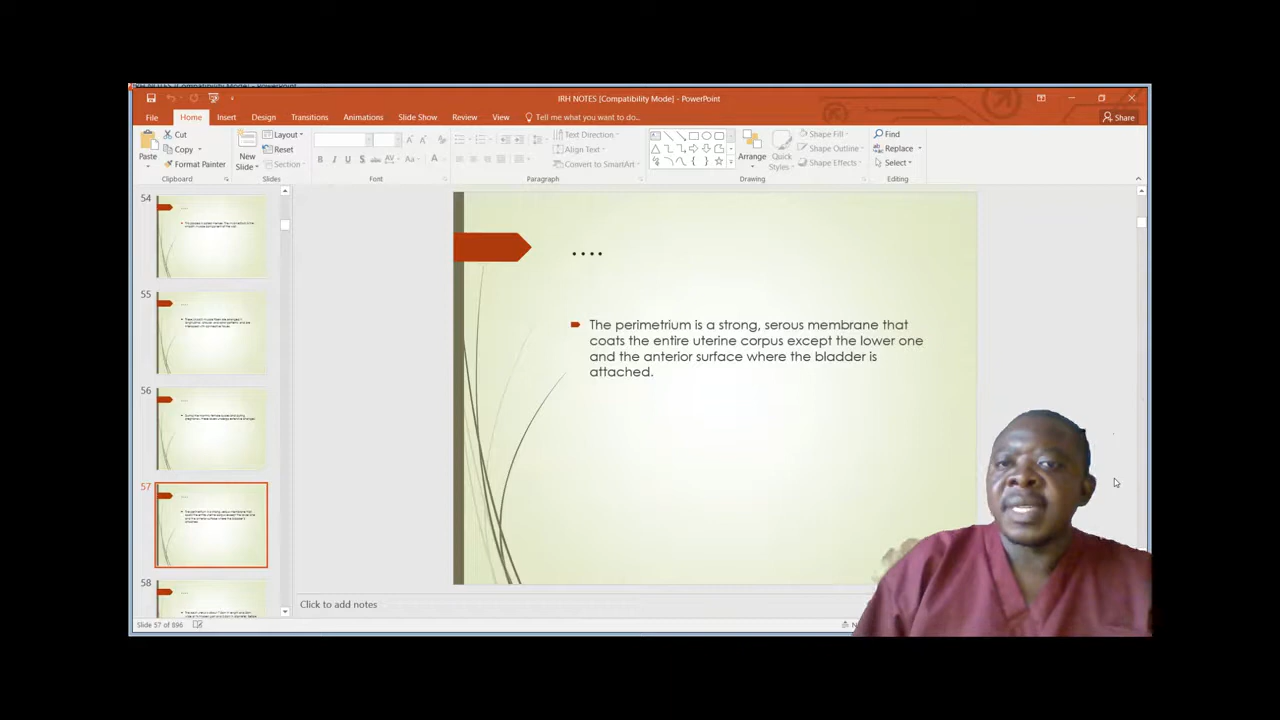 IRH NOTES [Compatibility Mode] - PowerPoint
File Home Insert Design Transitions Animations Slide Show Review View Tell me what you want to do... Share
Paste Cut Copy Format Painter Clipboard
New Slide Layout Reset Section Slides
Font
Text Direction Align Text Convert to SmartArt Paragraph
Arrange Quick Styles Shape Fill Shape Outline Shape Effects Drawing
Find Replace Select Editing
54
55
56
57
58
....
The perimetrium is a strong, serous membrane that
coats the entire uterine corpus except the lower one
and the anterior surface where the bladder is
attached.
Click to add notes
Slide 57 of 896